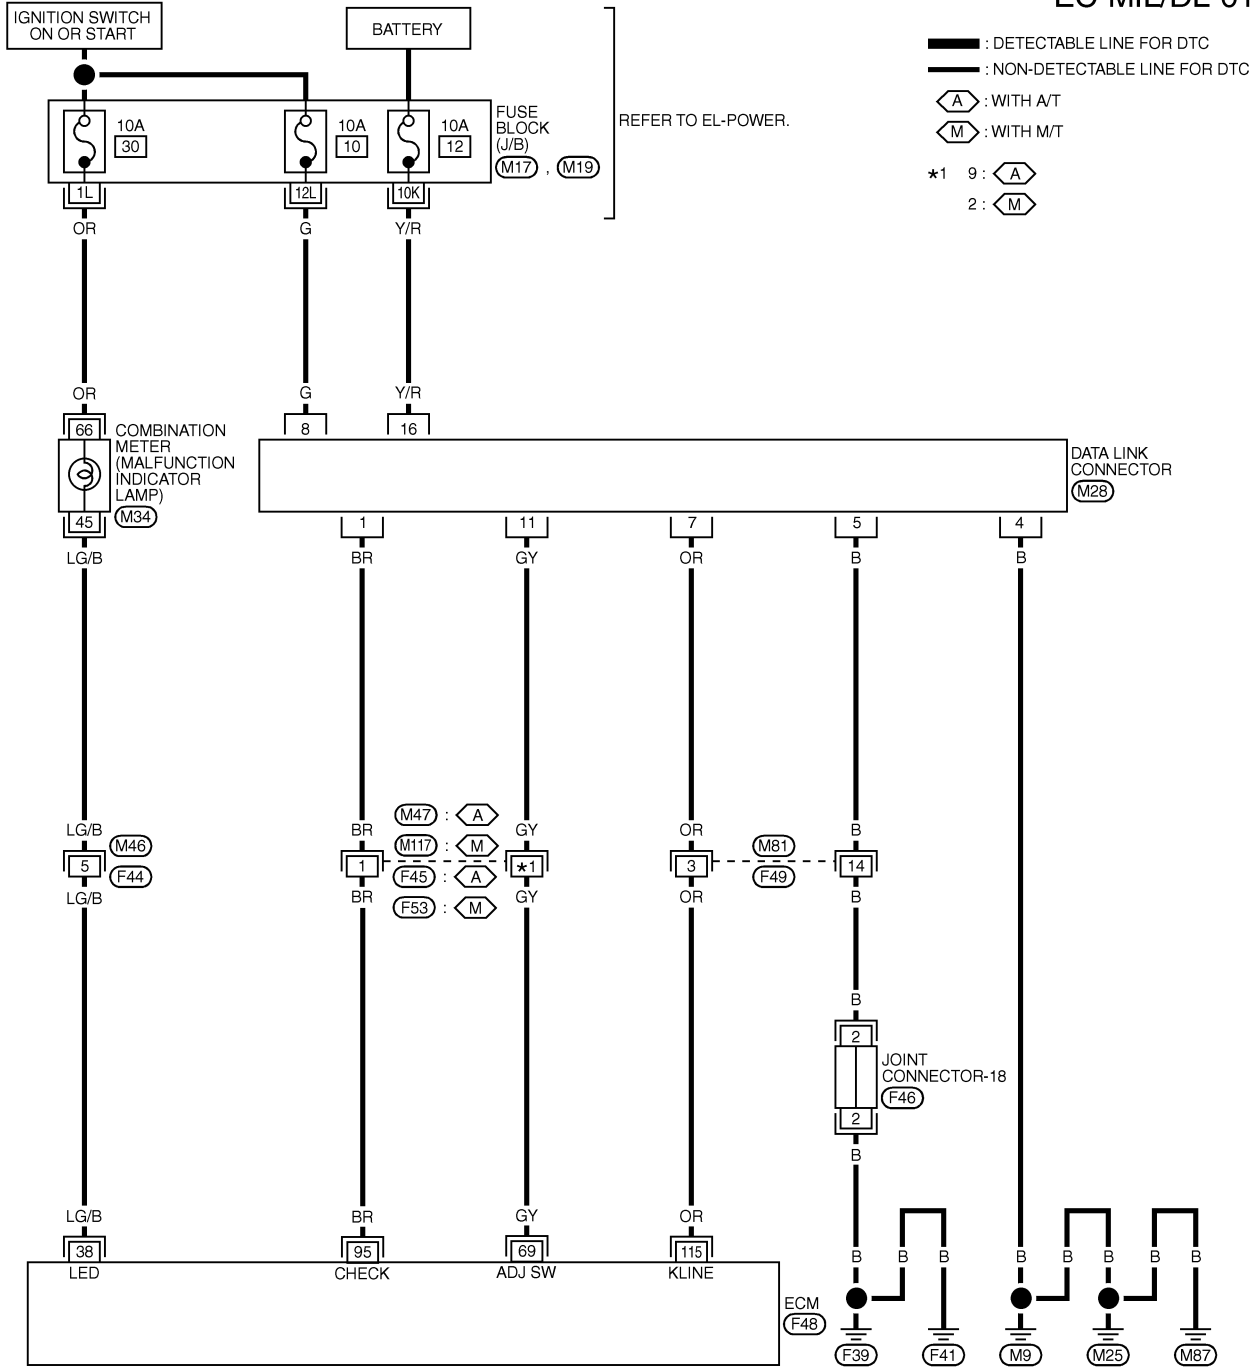 EC-MIL/DL-01
IGNITION SWITCH
ON OR START
BATTERY
: DETECTABLE LINE FOR DTC
: NON-DETECTABLE LINE FOR DTC
A : WITH A/T
M : WITH M/T
*1 9 : A
2 : M
10A
30
10A
10
10A
12
FUSE
BLOCK
(J/B)
M17 , M19
REFER TO EL-POWER.
1L
12L
10K
OR
G
Y/R
OR
G
Y/R
66
8
16
COMBINATION
METER
(MALFUNCTION
INDICATOR
LAMP)
M34
45
DATA LINK
CONNECTOR
M28
1
11
7
5
4
LG/B
BR
GY
OR
B
B
M47 : A
M117 : M
F45 : A
F53 : M
LG/B
M46
5
F44
LG/B
BR
1
BR
GY
*1
GY
OR
3
OR
M81
F49
B
14
B
B
2
JOINT
CONNECTOR-18
F46
2
B
LG/B
BR
GY
OR
38
95
69
115
LED
CHECK
ADJ SW
KLINE
ECM
F48
B
B
B
B
B
B
B
B
F39
F41
M9
M25
M87